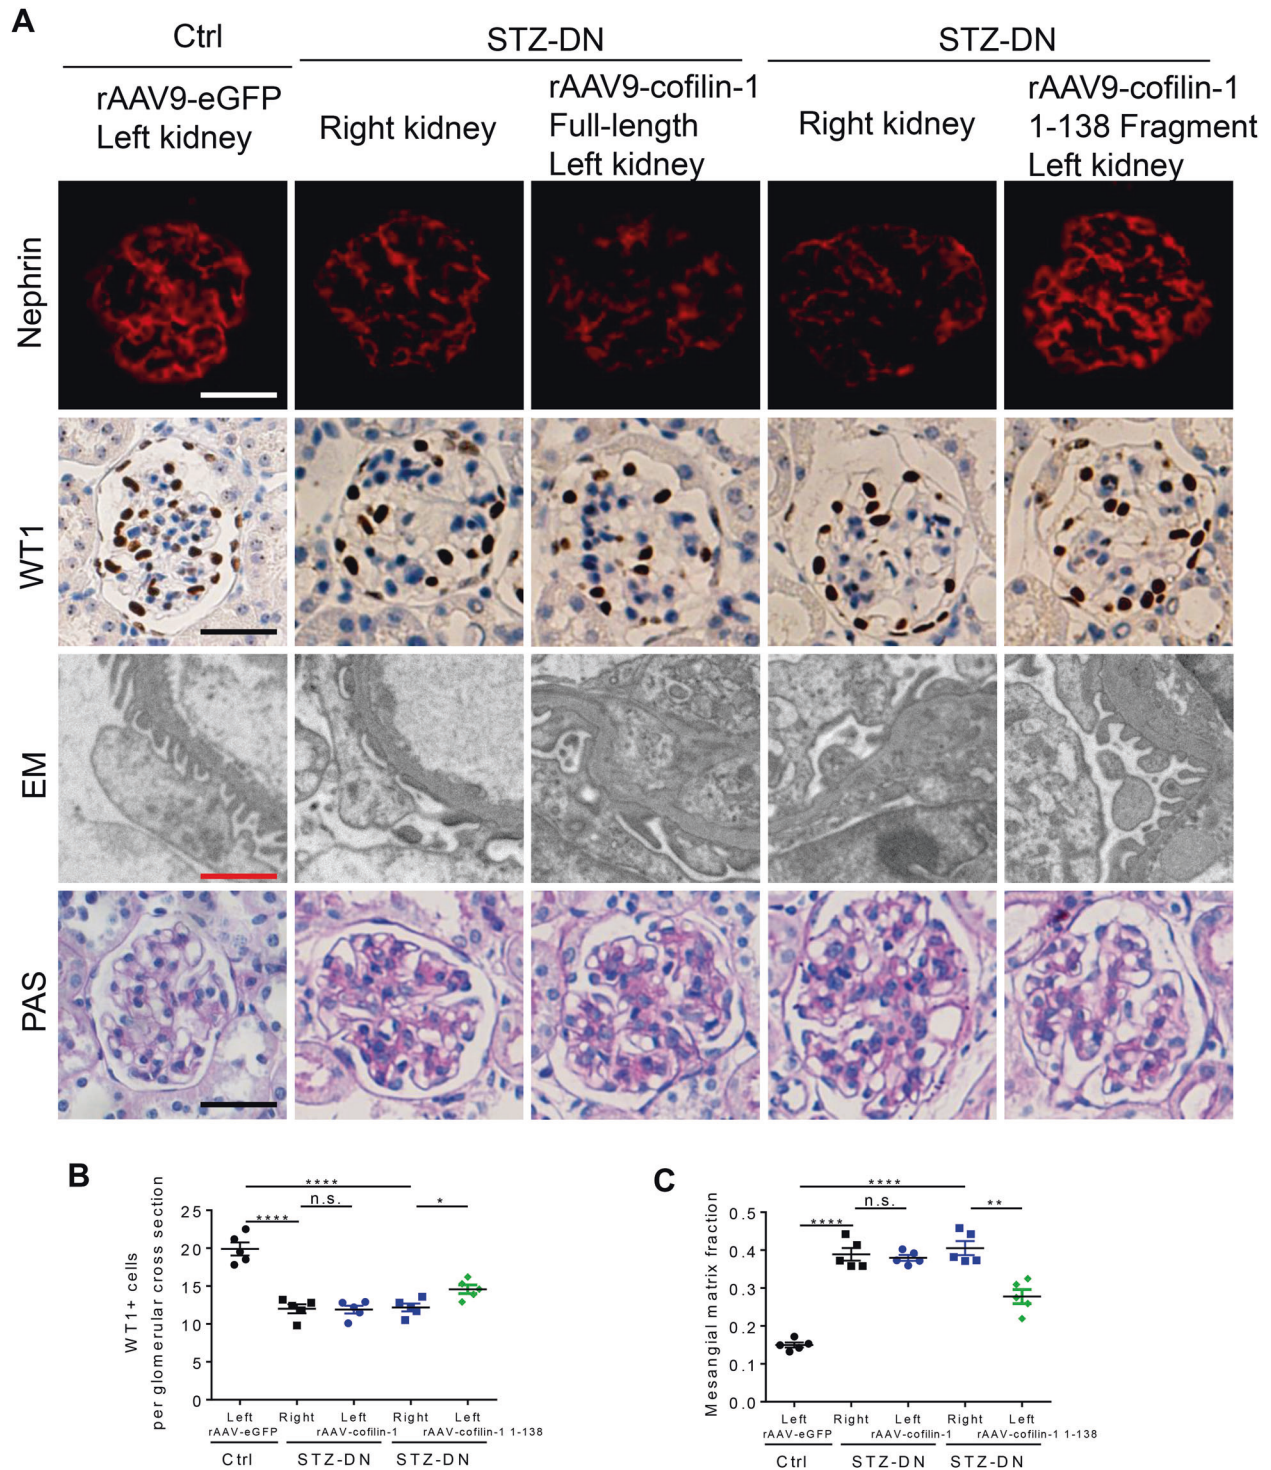 A
Ctrl
STZ-DN
STZ-DN
rAAV9-eGFP
Left kidney
Right kidney
rAAV9-cofilin-1
Full-length
Left kidney
Right kidney
rAAV9-cofilin-1
1-138 Fragment
Left kidney
Nephrin
WT1
EM
PAS
B
WT1+ cells
per glomerular cross section
25
20
15
10
5
0
****
n.s.
****
*
Left
rAAV-eGFP
Right
Left
rAAV-cofilin-1
Right
Left
rAAV-cofilin-1 1-138
Ctrl
STZ-DN
STZ-DN
C
Mesangial matrix fraction
0.5
0.4
0.3
0.2
0.1
0.0
****
n.s.
****
**
Left
rAAV-eGFP
Right
Left
rAAV-cofilin-1
Right
Left
rAAV-cofilin-1 1-138
Ctrl
STZ-DN
STZ-DN